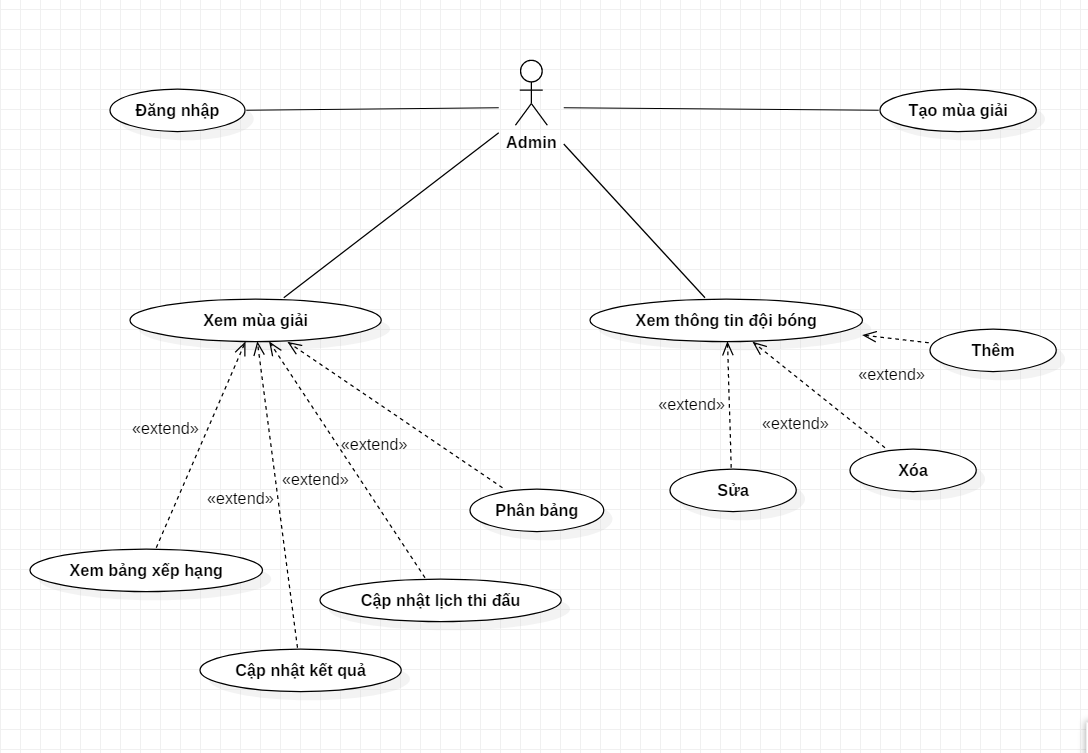 Đăng nhập
Tạo mùa giải
Admin
Xem mùa giải
Xem thông tin đội bóng
Thêm
«extend»
«extend»
«extend»
«extend»
«extend»
Xóa
«extend»
Sửa
«extend»
Phân bảng
Xem bảng xếp hạng
Cập nhật lịch thi đấu
Cập nhật kết quả